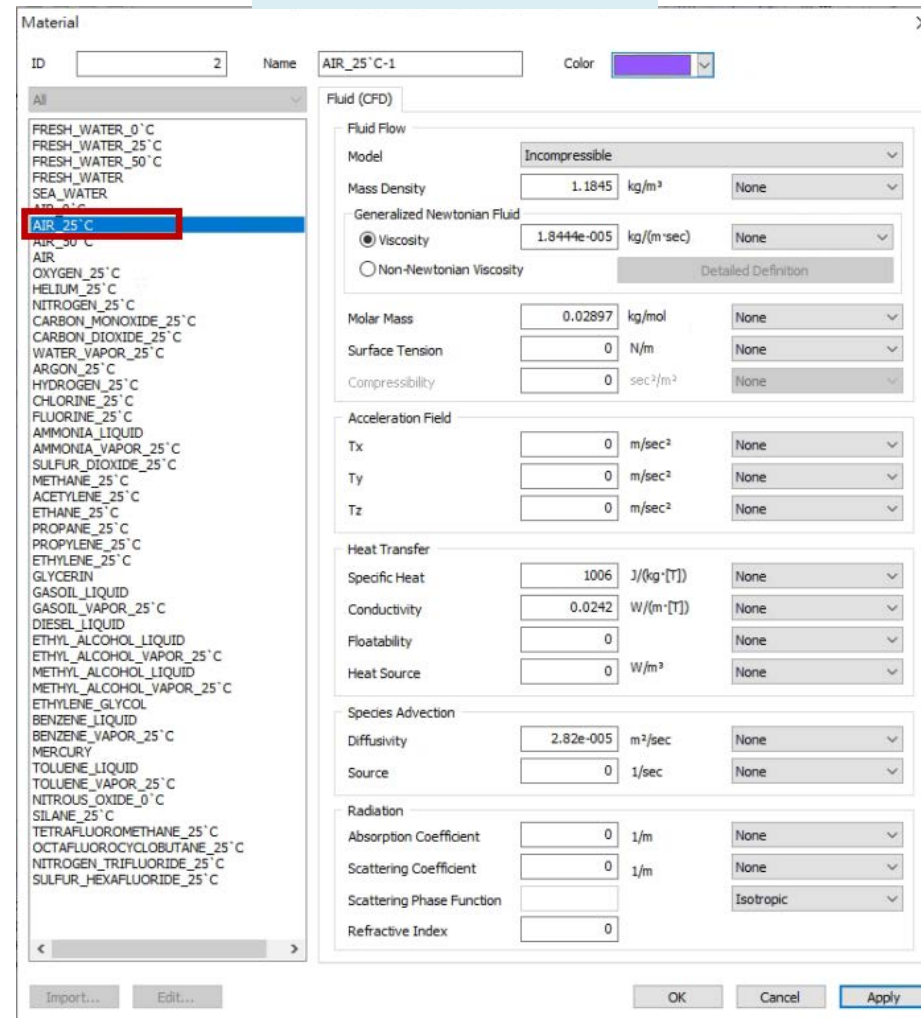 Material
ID 2 Name AIR_25`C-1 Color
All
FRESH_WATER_0`C
FRESH_WATER_25`C
FRESH_WATER_50`C
FRESH_WATER
SEA_WATER
AIR_0`C
AIR_25`C
AIR_50`C
AIR
OXYGEN_25`C
HELIUM_25`C
NITROGEN_25`C
CARBON_MONOXIDE_25`C
CARBON_DIOXIDE_25`C
WATER_VAPOR_25`C
ARGON_25`C
HYDROGEN_25`C
CHLORINE_25`C
FLUORINE_25`C
AMMONIA_LIQUID
AMMONIA_VAPOR_25`C
SULFUR_DIOXIDE_25`C
METHANE_25`C
ACETYLENE_25`C
ETHANE_25`C
PROPANE_25`C
PROPYLENE_25`C
ETHYLENE_25`C
GLYCERIN
GASOIL_LIQUID
GASOIL_VAPOR_25`C
DIESEL_LIQUID
ETHYL_ALCOHOL_LIQUID
ETHYL_ALCOHOL_VAPOR_25`C
METHYL_ALCOHOL_LIQUID
METHYL_ALCOHOL_VAPOR_25`C
ETHYLENE_GLYCOL
BENZENE_LIQUID
BENZENE_VAPOR_25`C
MERCURY
TOLUENE_LIQUID
TOLUENE_VAPOR_25`C
NITROUS_OXIDE_0`C
SILANE_25`C
TETRAFLUOROMETHANE_25`C
OCTAFLUOROCYCLOBUTANE_25`C
NITROGEN_TRIFLUORIDE_25`C
SULFUR_HEXAFLUORIDE_25`C
Fluid (CFD)
Fluid Flow
Model Incompressible
Mass Density 1.1845 kg/m³ None
Generalized Newtonian Fluid
Viscosity 1.8444e-005 kg/(m·sec) None
Non-Newtonian Viscosity Detailed Definition
Molar Mass 0.02897 kg/mol None
Surface Tension 0 N/m None
Compressibility 0 sec²/m² None
Acceleration Field
Tx 0 m/sec² None
Ty 0 m/sec² None
Tz 0 m/sec² None
Heat Transfer
Specific Heat 1006 J/(kg·[T]) None
Conductivity 0.0242 W/(m·[T]) None
Floatability 0 None
Heat Source 0 W/m³ None
Species Advection
Diffusivity 2.82e-005 m²/sec None
Source 0 1/sec None
Radiation
Absorption Coefficient 0 1/m None
Scattering Coefficient 0 1/m None
Scattering Phase Function Isotropic
Refractive Index 0
Import... Edit... OK Cancel Apply